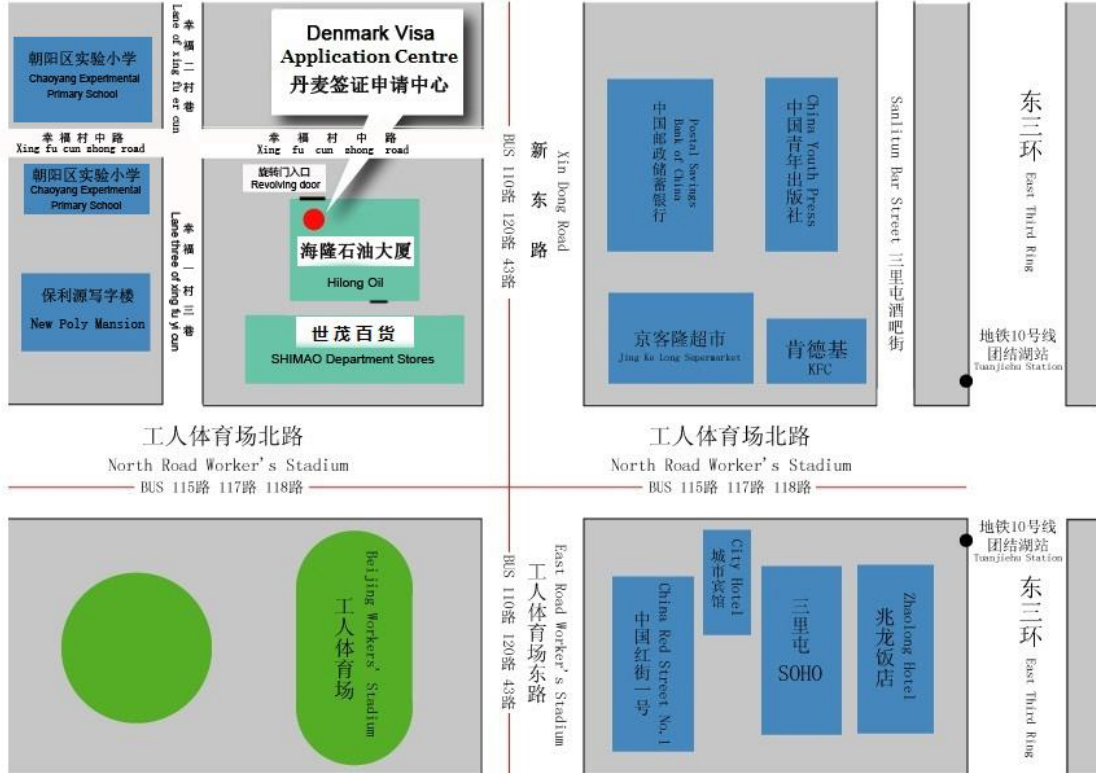 幸福二村巷
Lane of xing fu er cun
朝阳区实验小学
Chaoyang Experimental
Primary School
Denmark Visa
Application Centre
丹麦签证申请中心
幸福村中路
Xing fu cun zhong road
幸福村中路
Xing fu cun zhong road
朝阳区实验小学
Chaoyang Experimental
Primary School
旋转门入口
Revolving door
海隆石油大厦
Hilong Oil
幸福一村三巷
Lane three of xing fu yi cun
保利源写字楼
New Poly Mansion
世茂百货
SHIMAO Department Stores
BUS 110路 120路 43路
新东路
Xin Dong Road
Postal Savings
Bank of China
中国邮政储蓄银行
China Youth Press
中国青年出版社
Sanlitun Bar Street 三里屯酒吧街
东三环 East Third Ring
京客隆超市
Jing Ke Long Supermarket
肯德基
KFC
地铁10号线
团结湖站
Tuanjiehu Station
工人体育场北路
North Road Worker's Stadium
BUS 115路 117路 118路
工人体育场北路
North Road Worker's Stadium
BUS 115路 117路 118路
Beijing Workers' Stadium
工人体育场
BUS 110路 120路 43路
工人体育场东路
East Road Worker's Stadium
City Hotel
城市宾馆
China Red Street No.1
中国红街一号
三里屯
SOHO
Zhaolong Hotel
兆龙饭店
地铁10号线
团结湖站
Tuanjiehu Station
东三环 East Third Ring